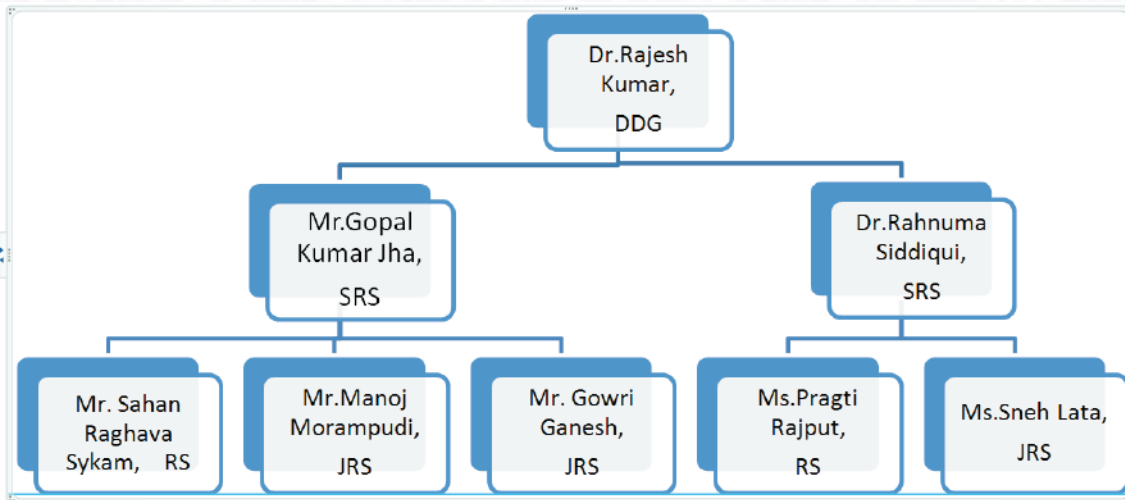 Dr.Rajesh
Kumar,
DDG
Mr.Gopal
Kumar Jha,
SRS
Dr.Rahnuma
Siddiqui,
SRS
Mr. Sahan
Raghava
Sykam, RS
Mr.Manoj
Morampudi,
JRS
Mr. Gowri
Ganesh,
JRS
Ms.Pragti
Rajput,
RS
Ms.Sneh Lata,
JRS